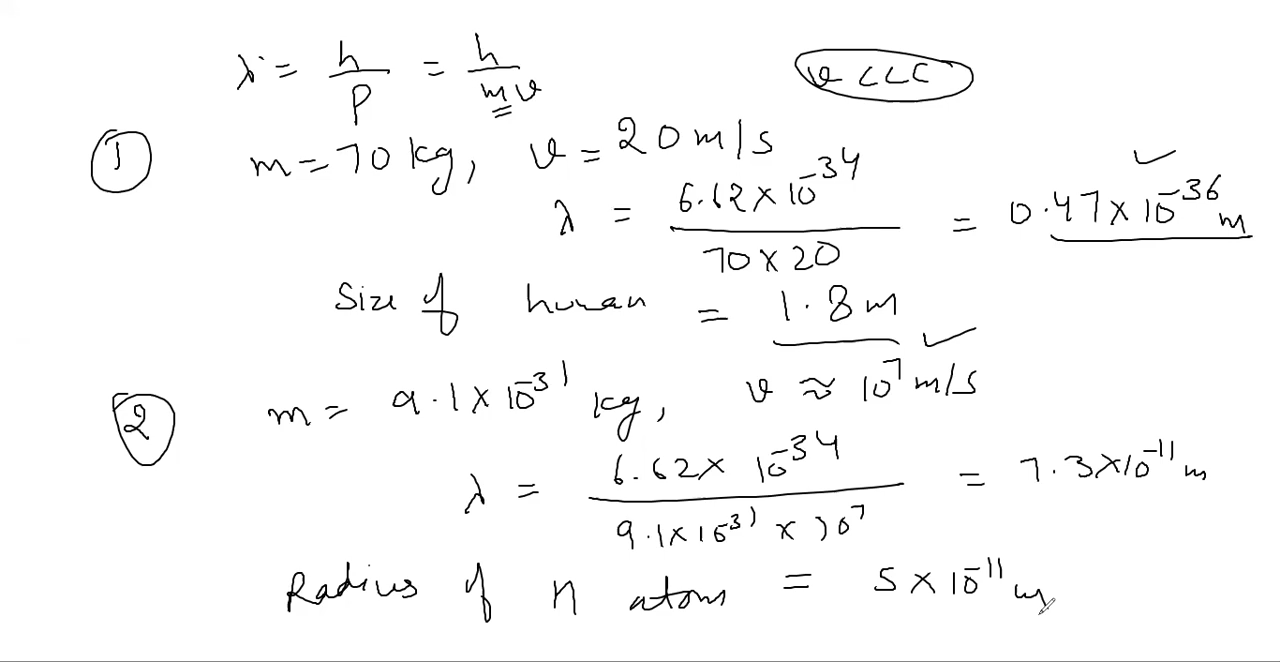 λ = h/P = h/mv    v << c
① m = 70 kg, v = 20 m/s
λ = 6.62 × 10⁻³⁴ / 70 × 20 = 0.47 × 10⁻³⁶ m
Size of human = 1.8 m
② m = 9.1 × 10⁻³¹ kg, v ≈ 10⁷ m/s
λ = 6.62 × 10⁻³⁴ / 9.1 × 10⁻³¹ × 10⁷ = 7.3 × 10⁻¹¹ m
Radius of H atoms = 5 × 10⁻¹¹ m